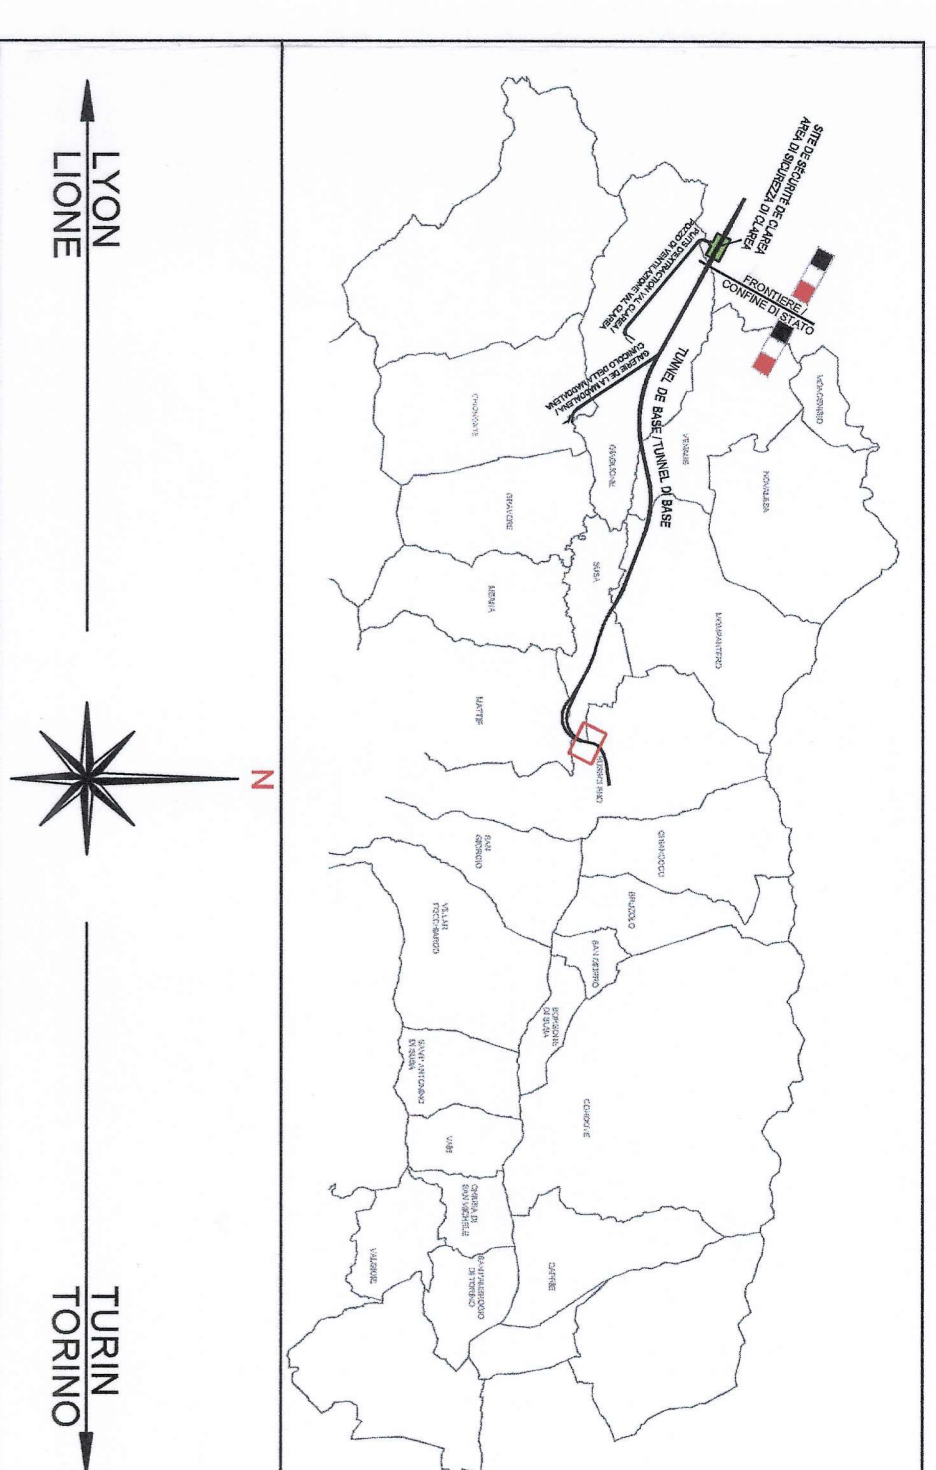 LYON
LIONE
N
TURIN
TORINO
SITE DE SECURITE DE CLAREA
AREA DI SICUREZZA DI CLAREA
FRONTIERE /
CONFINE DI STATO
PUITS D'EXTRACTION VAL CLAREA /
POZZO DI VENTILAZIONE VAL CLAREA
GALERIE DE LA MADDALENA /
CUNICOLO DELLA MADDALENA
TUNNEL DE BASE / TUNNEL DI BASE
MONCENISIO
NOVALESA
VENAUS
GIAGLIONE
CHIOMONTE
GRAVERE
SUSA
MEANA
MOMPANTERO
MATTIE
SAN
GIORIO
CHIANOCCO
BRUZOLO
VILLAR
FOCCHIARDO
SAN DIDERO
BORGONE
DI SUSA
SANT'ANTONINO
DI SUSA
VAIE
CONDOVE
CHIUSA DI
SAN MICHELE
CAPRIE
SANT'AMBROGIO
DI TORINO